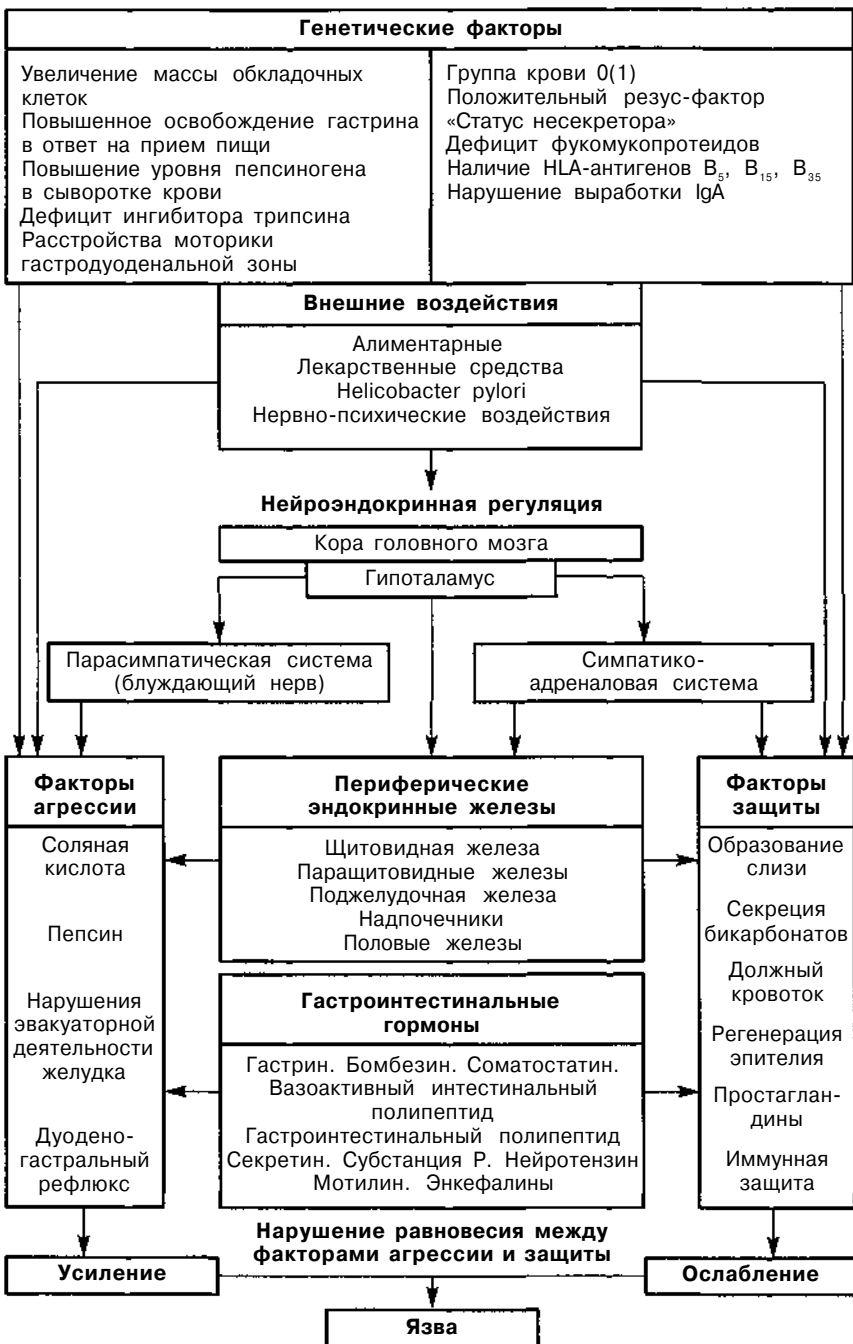 Генетические факторы
Увеличение массы обкладочных
клеток
Повышенное освобождение гастрина
в ответ на прием пищи
Повышение уровня пепсиногена
в сыворотке крови
Дефицит ингибитора трипсина
Расстройства моторики
гастродуоденальной зоны
Группа крови 0(1)
Положительный резус-фактор
«Статус несекретора»
Дефицит фукомукопротеидов
Наличие HLA-антигенов B₅, B₁₅, B₃₅
Нарушение выработки IgA
Внешние воздействия
Алиментарные
Лекарственные средства
Helicobacter pylori
Нервно-психические воздействия
Нейроэндокринная регуляция
Кора головного мозга
Гипоталамус
Парасимпатическая система
(блуждающий нерв)
Симпатико-
адреналовая система
Факторы
агрессии
Соляная
кислота
Пепсин
Нарушения
эвакуаторной
деятельности
желудка
Дуодено-
гастральный
рефлюкс
Периферические
эндокринные железы
Щитовидная железа
Паращитовидные железы
Поджелудочная железа
Надпочечники
Половые железы
Гастроинтестинальные
гормоны
Гастрин. Бомбезин. Соматостатин.
Вазоактивный интестинальный
полипептид
Гастроинтестинальный полипептид
Секретин. Субстанция Р. Нейротензин
Мотилин. Энкефалины
Факторы
защиты
Образование
слизи
Секреция
бикарбонатов
Должный
кровоток
Регенерация
эпителия
Простаглан-
дины
Иммунная
защита
Нарушение равновесия между
факторами агрессии и защиты
Усиление
Ослабление
Язва